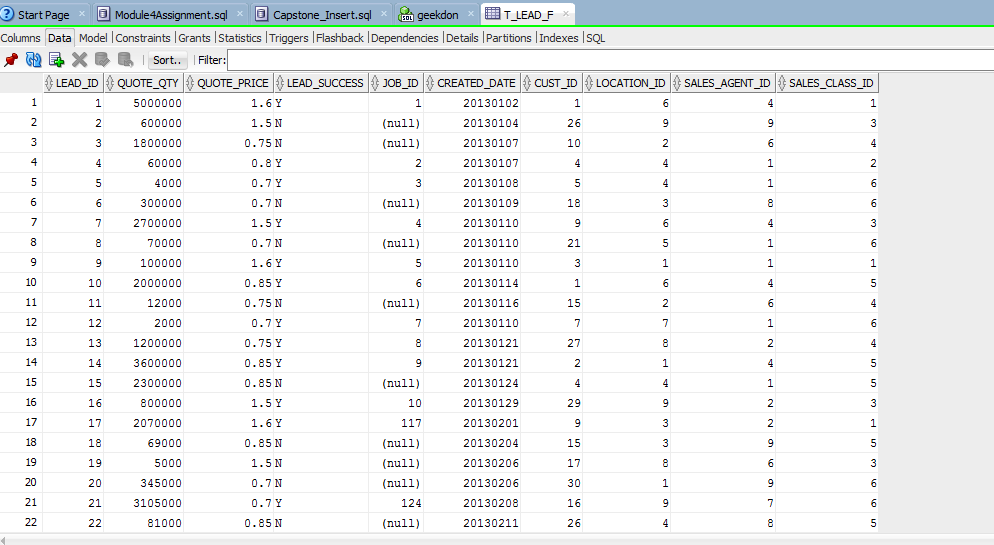 Start Page Module4Assignment.sql Capstone_Insert.sql geekdon T_LEAD_F
Columns Data Model Constraints Grants Statistics Triggers Flashback Dependencies Details Partitions Indexes SQL
Sort.. Filter:
LEAD_ID QUOTE_QTY QUOTE_PRICE LEAD_SUCCESS JOB_ID CREATED_DATE CUST_ID LOCATION_ID SALES_AGENT_ID SALES_CLASS_ID
1 1 5000000 1.6 Y 1 20130102 1 6 4 1
2 2 600000 1.5 N (null) 20130104 26 9 9 3
3 3 1800000 0.75 N (null) 20130107 10 2 6 4
4 4 60000 0.8 Y 2 20130107 4 4 1 2
5 5 4000 0.7 Y 3 20130108 5 4 1 6
6 6 300000 0.7 N (null) 20130109 18 3 8 6
7 7 2700000 1.5 Y 4 20130110 9 6 4 3
8 8 70000 0.7 N (null) 20130110 21 5 1 6
9 9 100000 1.6 Y 5 20130110 3 1 1 1
10 10 2000000 0.85 Y 6 20130114 1 6 4 5
11 11 12000 0.75 N (null) 20130116 15 2 6 4
12 12 2000 0.7 Y 7 20130110 7 7 1 6
13 13 1200000 0.75 Y 8 20130121 27 8 2 4
14 14 3600000 0.85 Y 9 20130121 2 1 4 5
15 15 2300000 0.85 N (null) 20130124 4 4 1 5
16 16 800000 1.5 Y 10 20130129 29 9 2 3
17 17 2070000 1.6 Y 117 20130201 9 3 2 1
18 18 69000 0.85 N (null) 20130204 15 3 9 5
19 19 5000 1.5 N (null) 20130206 17 8 6 3
20 20 345000 0.7 N (null) 20130206 30 1 9 6
21 21 3105000 0.7 Y 124 20130208 16 9 7 6
22 22 81000 0.85 N (null) 20130211 26 4 8 5